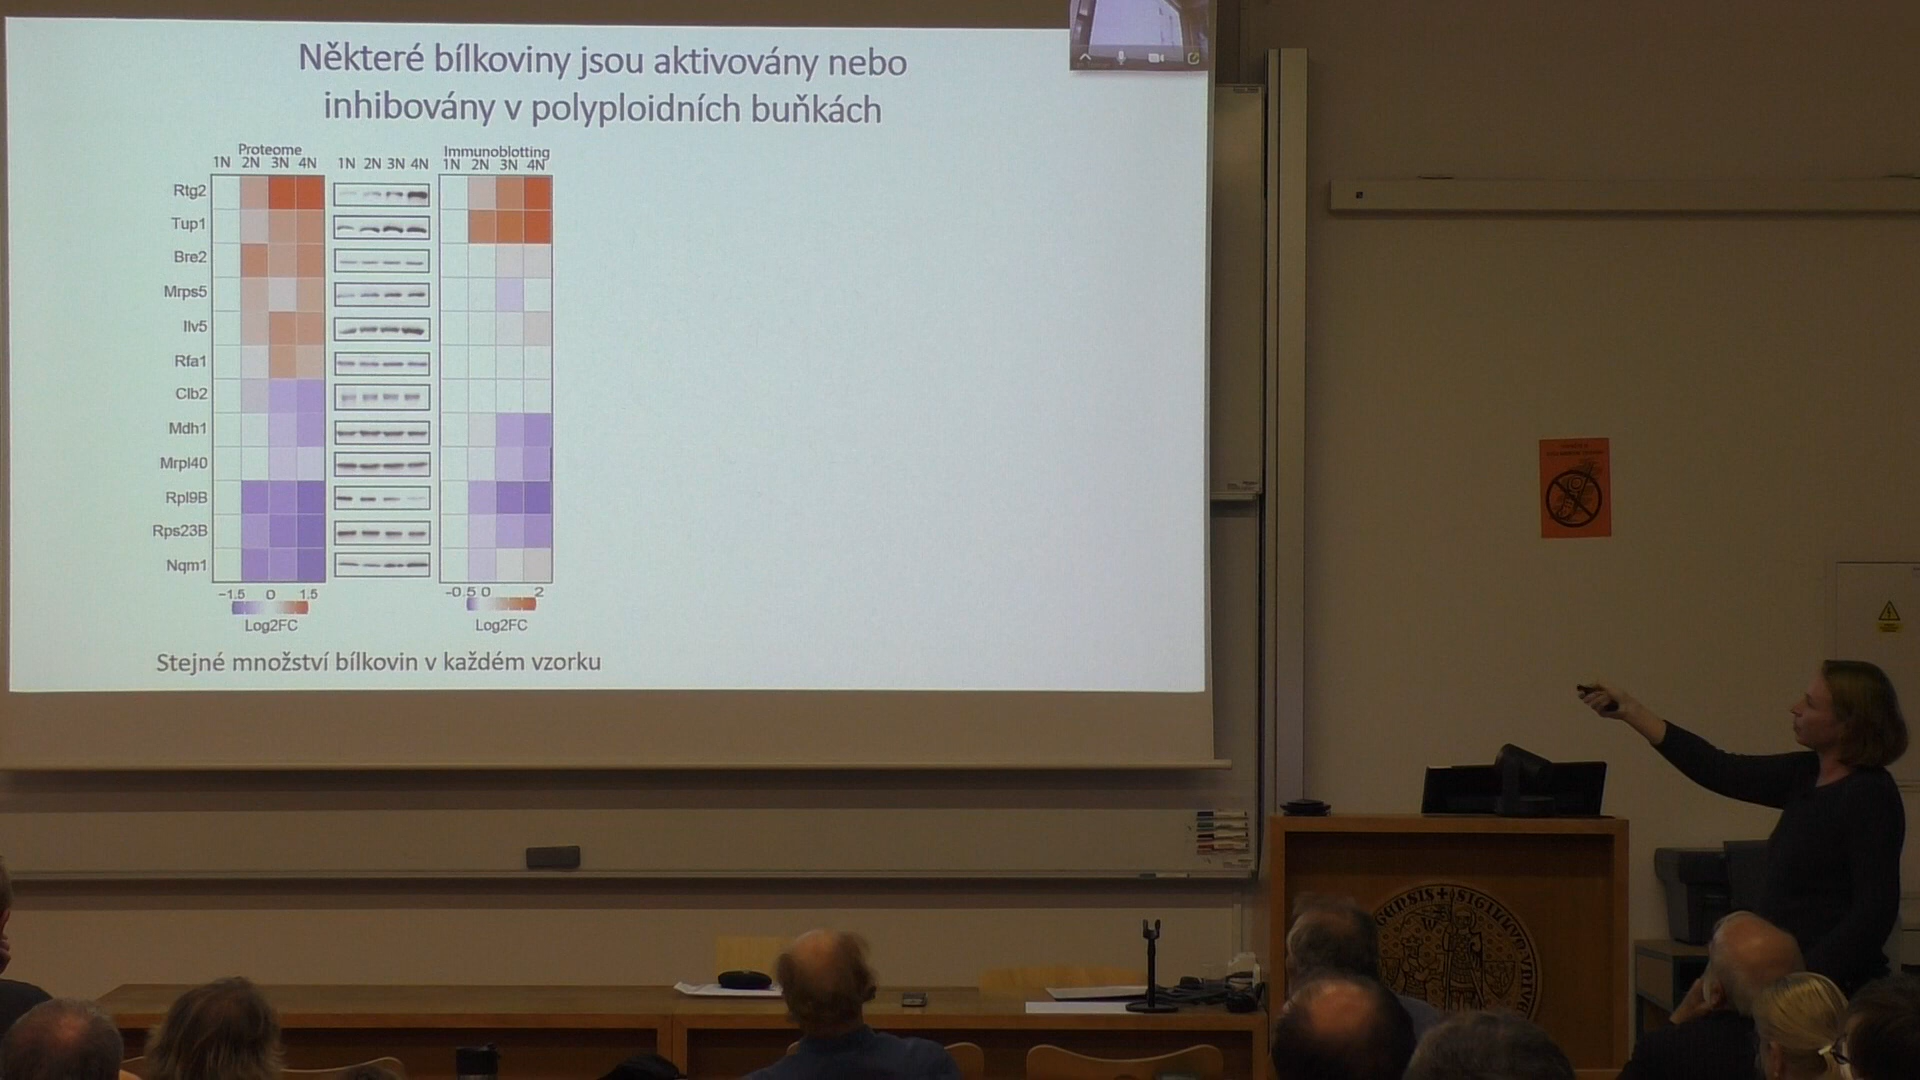 Některé bílkoviny jsou aktivovány nebo
inhibovány v polyploidních buňkách
Proteome
1N 2N 3N 4N
1N 2N 3N 4N
Immunoblotting
1N 2N 3N 4N
Rtg2
Tup1
Bre2
Mrps5
Ilv5
Rfa1
Clb2
Mdh1
Mrpl40
Rpl9B
Rps23B
Nqm1
−1.5 0 1.5
Log2FC
-0.5 0 2
Log2FC
Stejné množství bílkovin v každém vzorku